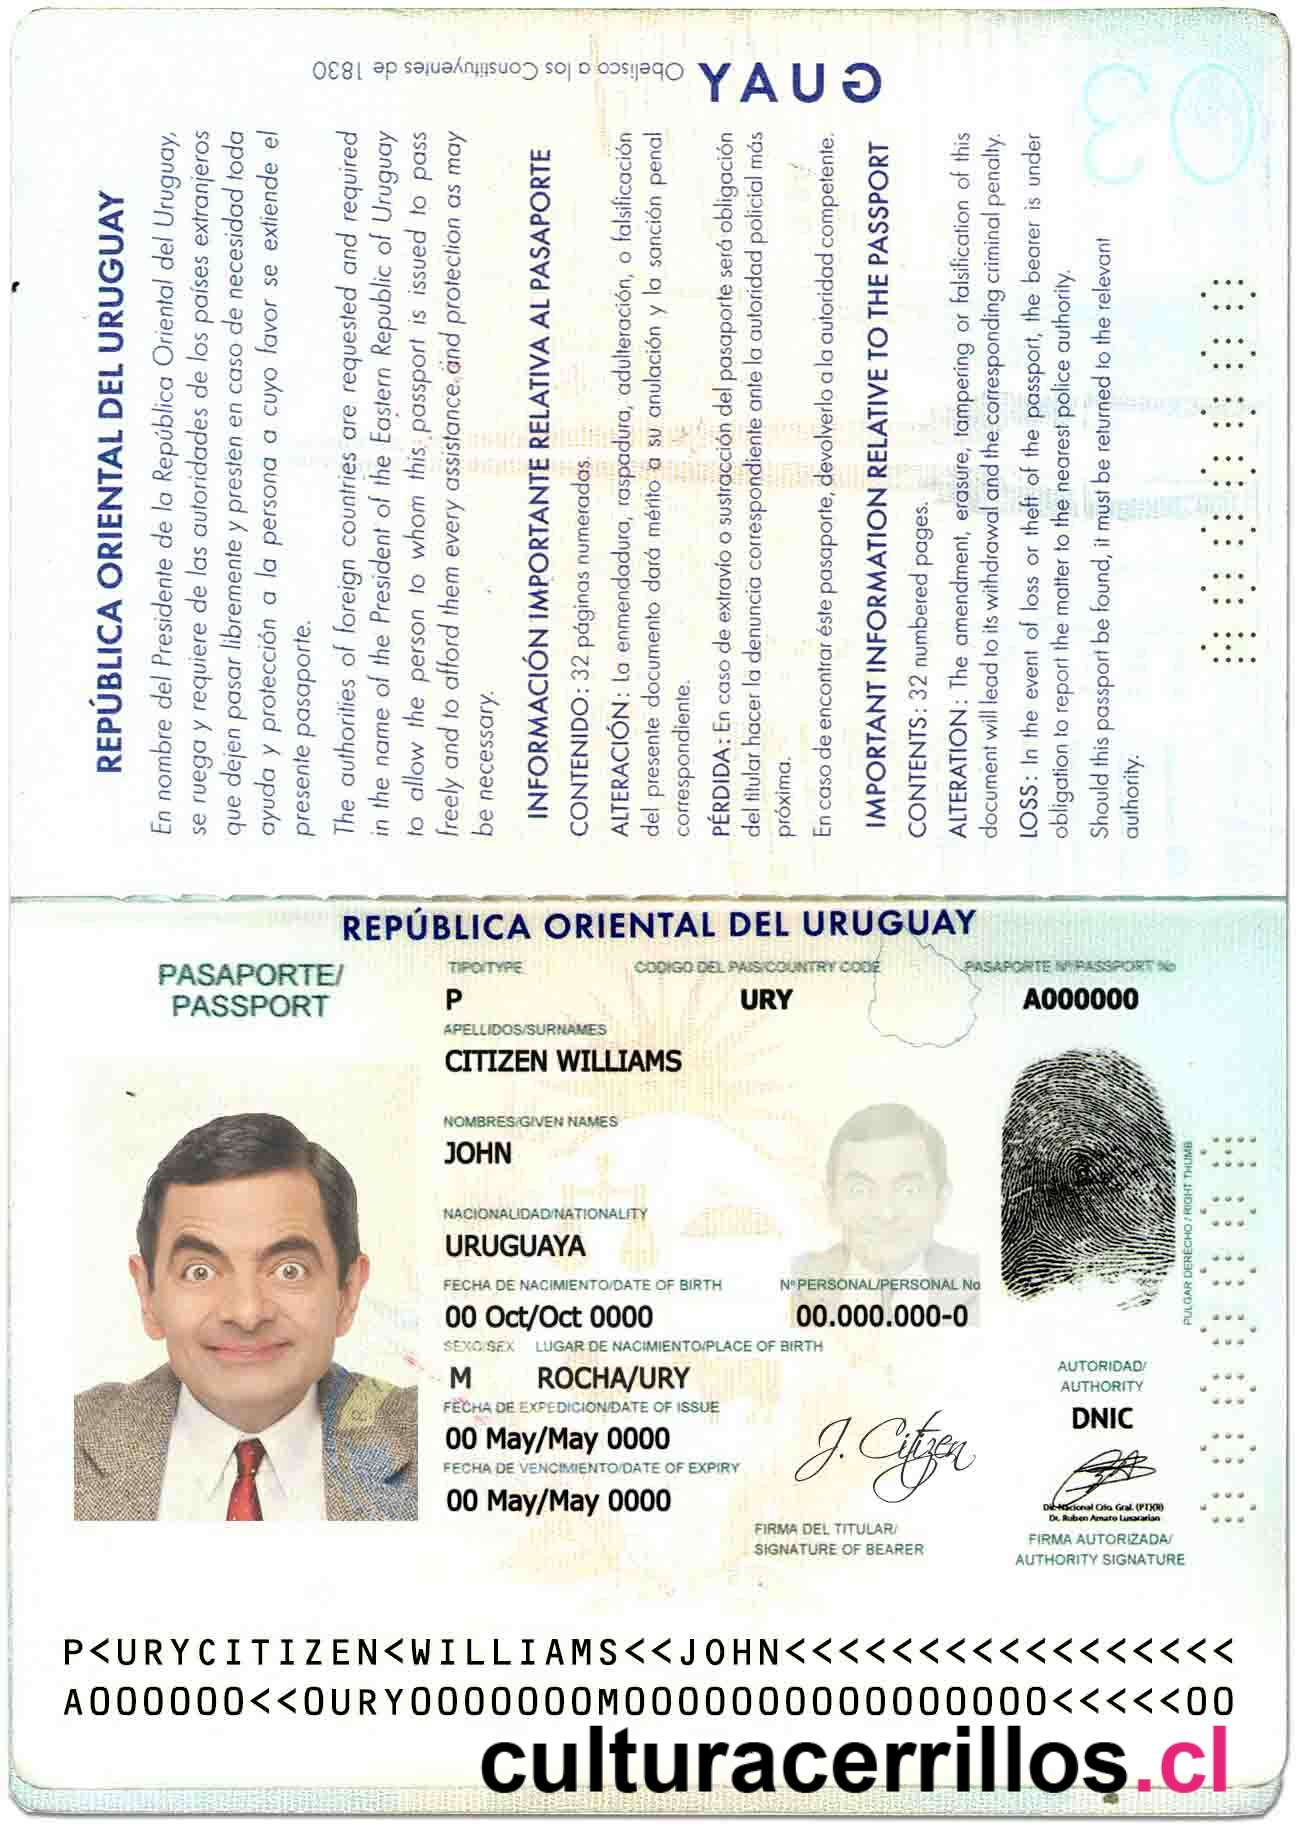 Obelisco a los Constituyentes de 1830
GUAY
REPÚBLICA ORIENTAL DEL URUGUAY
En nombre del Presidente de la República Oriental del Uruguay,
se ruega y requiere de las autoridades de los países extranjeros
que dejen pasar libremente y presten en caso de necesidad toda
ayuda y protección a la persona a cuyo favor se extiende el
presente pasaporte.
The authorities of foreign countries are requested and required
in the name of the President of the Eastern Republic of Uruguay
to allow the person to whom this passport is issued to pass
freely and to afford them every assistance and protection as may
be necessary.
INFORMACIÓN IMPORTANTE RELATIVA AL PASAPORTE
CONTENIDO: 32 páginas numeradas.
ALTERACIÓN: La enmendadura, raspadura, adulteración, o falsificación
del presente documento dará mérito a su anulación y la sanción penal
correspondiente.
PÉRDIDA: En caso de extravío o sustracción del pasaporte será obligación
del titular hacer la denuncia correspondiente ante la autoridad policial más
próxima.
En caso de encontrar éste pasaporte, devolverlo a la autoridad competente.
IMPORTANT INFORMATION RELATIVE TO THE PASSPORT
CONTENTS: 32 numbered pages.
ALTERATION: The amendment, erasure, tampering or falsification of this
document will lead to its withdrawal and the corresponding criminal penalty.
LOSS: In the event of loss or theft of the passport, the bearer is under
obligation to report the matter to the nearest police authority.
Should this passport be found, it must be returned to the relevant
authority.
REPÚBLICA ORIENTAL DEL URUGUAY
PASAPORTE/
PASSPORT
TIPO/TYPE CODIGO DEL PAIS/COUNTRY CODE PASAPORTE Nº/PASSPORT No
P URY A000000
APELLIDOS/SURNAMES
CITIZEN WILLIAMS
NOMBRES/GIVEN NAMES
JOHN
NACIONALIDAD/NATIONALITY
URUGUAYA
FECHA DE NACIMIENTO/DATE OF BIRTH Nº PERSONAL/PERSONAL No
00 Oct/Oct 0000 00.000.000-0
SEXO/SEX LUGAR DE NACIMIENTO/PLACE OF BIRTH
M ROCHA/URY
FECHA DE EXPEDICION/DATE OF ISSUE
00 May/May 0000
FECHA DE VENCIMIENTO/DATE OF EXPIRY
00 May/May 0000
J. Citizen
FIRMA DEL TITULAR/
SIGNATURE OF BEARER
PULGAR DERECHO / RIGHT THUMB
AUTORIDAD/
AUTHORITY
DNIC
Dir. Nacional Crio. Gral. (PT)(R)
Dr. Ruben Amato Lusararian
FIRMA AUTORIZADA/
AUTHORITY SIGNATURE
P<URYCITIZEN<WILLIAMS<<JOHN<<<<<<<<<<<<<<<<<
A000000<<0URY0000000M0000000000000000<<<<<00
culturacerrillos.cl